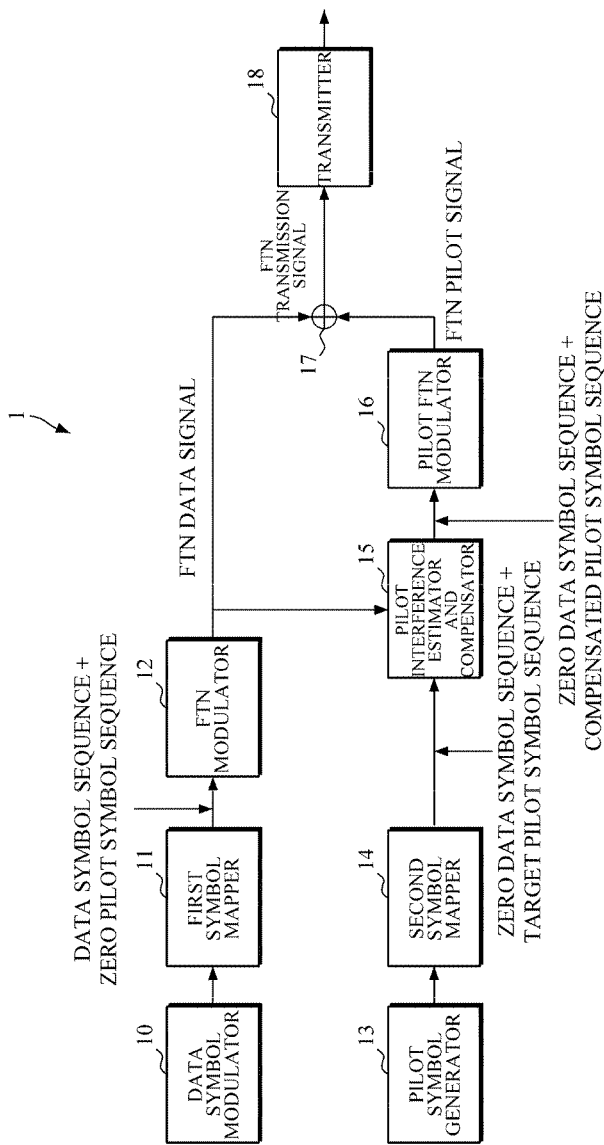 1
DATA SYMBOL SEQUENCE +
ZERO PILOT SYMBOL SEQUENCE
10
DATA
SYMBOL
MODULATOR
11
FIRST
SYMBOL
MAPPER
12
FTN
MODULATOR
FTN DATA SIGNAL
13
PILOT
SYMBOL
GENERATOR
14
SECOND
SYMBOL
MAPPER
ZERO DATA SYMBOL SEQUENCE +
TARGET PILOT SYMBOL SEQUENCE
15
PILOT
INTERFERENCE
ESTIMATOR
AND
COMPENSATOR
16
PILOT FTN
MODULATOR
ZERO DATA SYMBOL SEQUENCE +
COMPENSATED PILOT SYMBOL SEQUENCE
FTN PILOT SIGNAL
17
FTN
TRANSMISSION
SIGNAL
18
TRANSMITTER